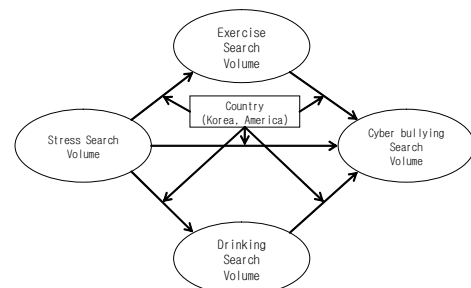 Exercise
Search
Volume
Country
(Korea, America)
Stress Search
Volume
Cyber bullying
Search
Volume
Drinking
Search
Volume